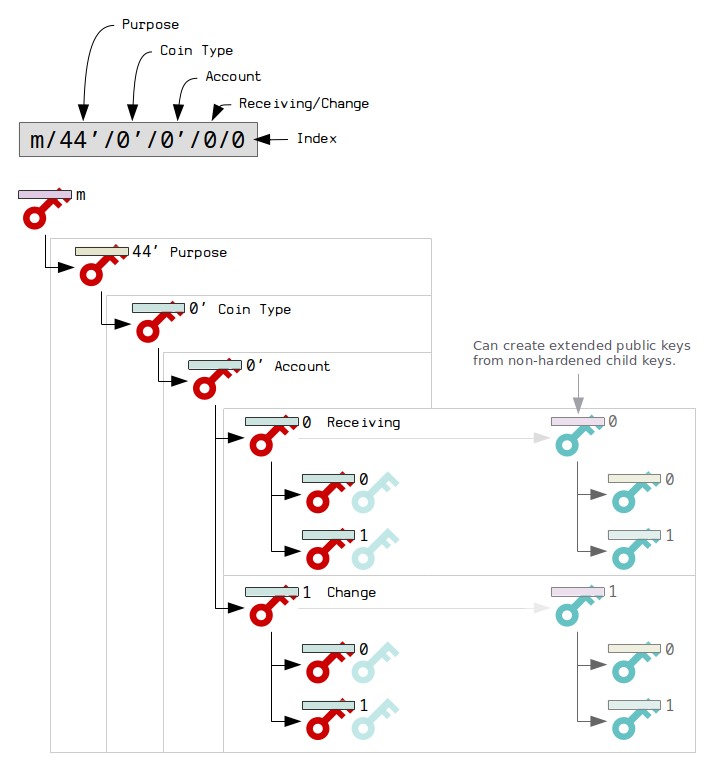 Purpose
Coin Type
Account
Receiving/Change
m/44'/0'/0'/0/0
Index
m
44' Purpose
0' Coin Type
0' Account
Can create extended public keys
from non-hardened child keys.
0 Receiving
0
0
0
1
1
1 Change
1
0
0
1
1